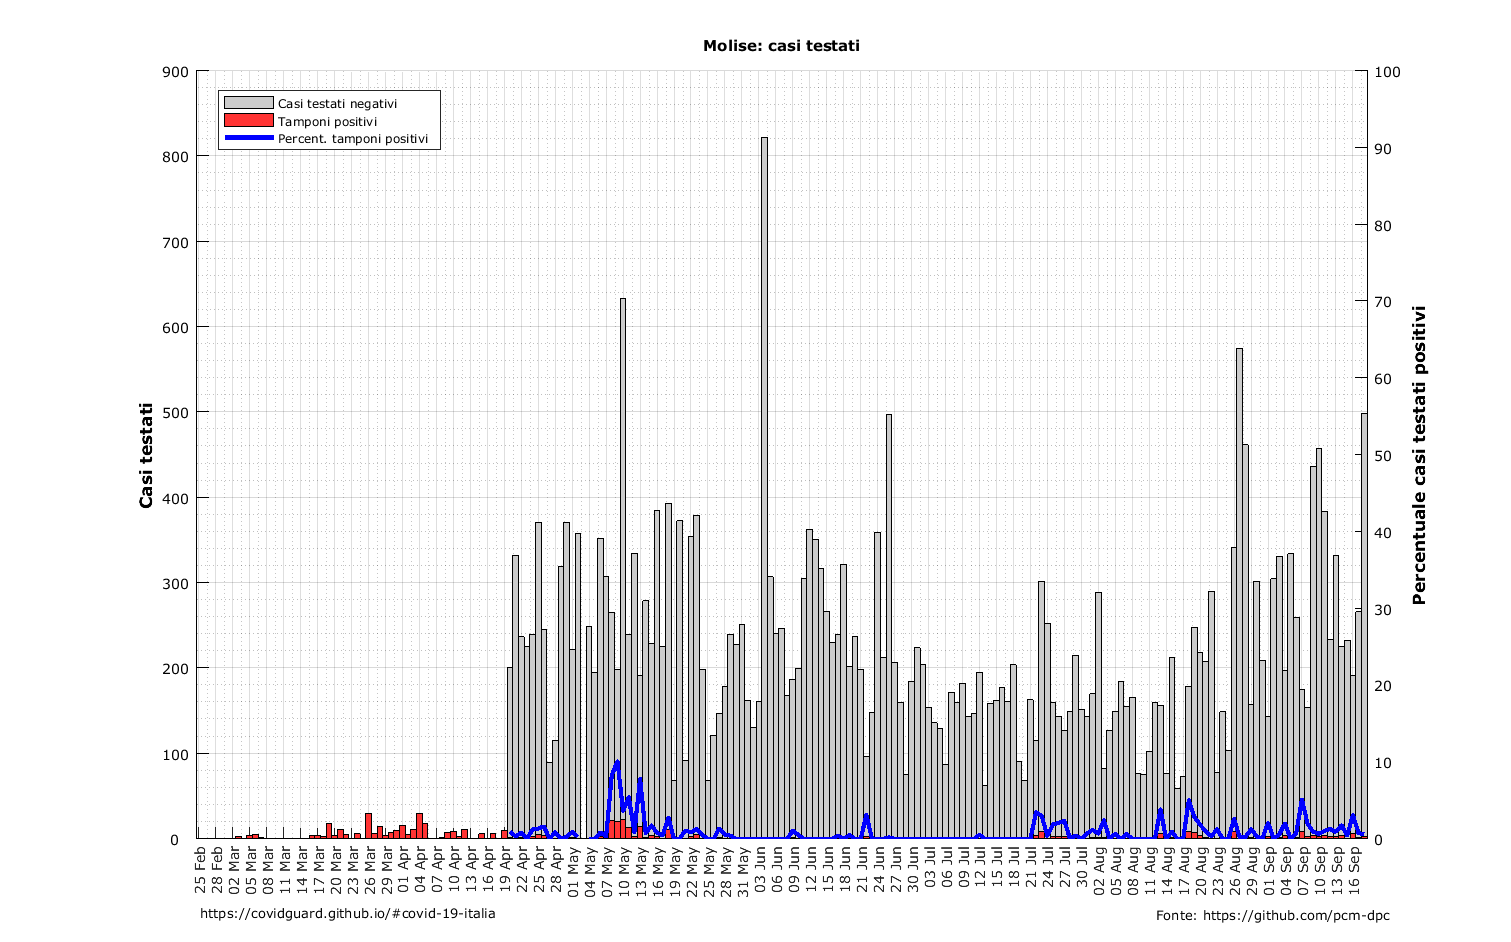 Molise: casi testati
Casi testati negativi
Tamponi positivi
Percent. tamponi positivi
Casi testati
900
800
700
600
500
400
300
200
100
0
100
90
80
70
60
50
40
30
20
10
0
Percentuale casi testati positivi
25 Feb
28 Feb
02 Mar
05 Mar
08 Mar
11 Mar
14 Mar
17 Mar
20 Mar
23 Mar
26 Mar
29 Mar
01 Apr
04 Apr
07 Apr
10 Apr
13 Apr
16 Apr
19 Apr
22 Apr
25 Apr
28 Apr
01 May
04 May
07 May
10 May
13 May
16 May
19 May
22 May
25 May
28 May
31 May
03 Jun
06 Jun
09 Jun
12 Jun
15 Jun
18 Jun
21 Jun
24 Jun
27 Jun
30 Jun
03 Jul
06 Jul
09 Jul
12 Jul
15 Jul
18 Jul
21 Jul
24 Jul
27 Jul
30 Jul
02 Aug
05 Aug
08 Aug
11 Aug
14 Aug
17 Aug
20 Aug
23 Aug
26 Aug
29 Aug
01 Sep
04 Sep
07 Sep
10 Sep
13 Sep
16 Sep
https://covidguard.github.io/#covid-19-italia
Fonte: https://github.com/pcm-dpc